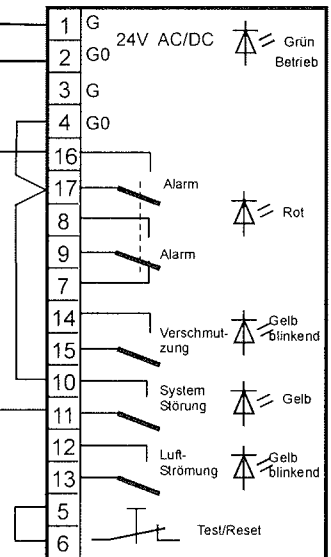 1 G
24V AC/DC
Grün
2 G0
Betrieb
3 G
4 G0
16
17 Alarm
8
Rot
9 Alarm
7
14
Verschmut-
zung
Gelb
blinkend
15
10
System
Störung
Gelb
11
12
Luft-
Strömung
Gelb
blinkend
13
5
6
Test/Reset